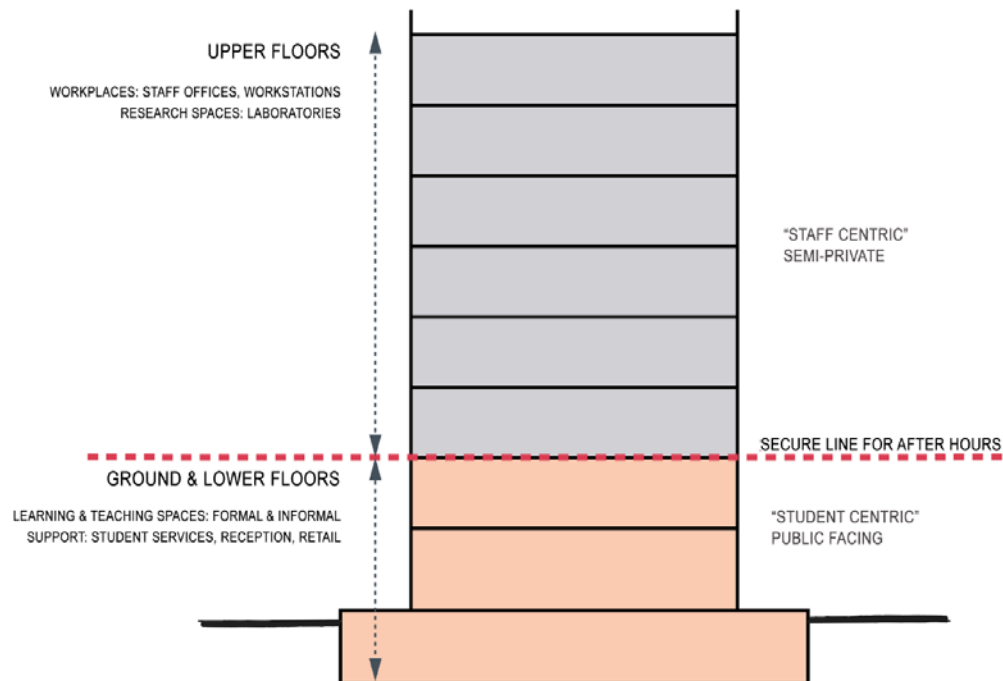 UPPER FLOORS
WORKPLACES: STAFF OFFICES, WORKSTATIONS
RESEARCH SPACES: LABORATORIES
"STAFF CENTRIC"
SEMI-PRIVATE
SECURE LINE FOR AFTER HOURS
GROUND & LOWER FLOORS
LEARNING & TEACHING SPACES: FORMAL & INFORMAL
SUPPORT: STUDENT SERVICES, RECEPTION, RETAIL
"STUDENT CENTRIC"
PUBLIC FACING